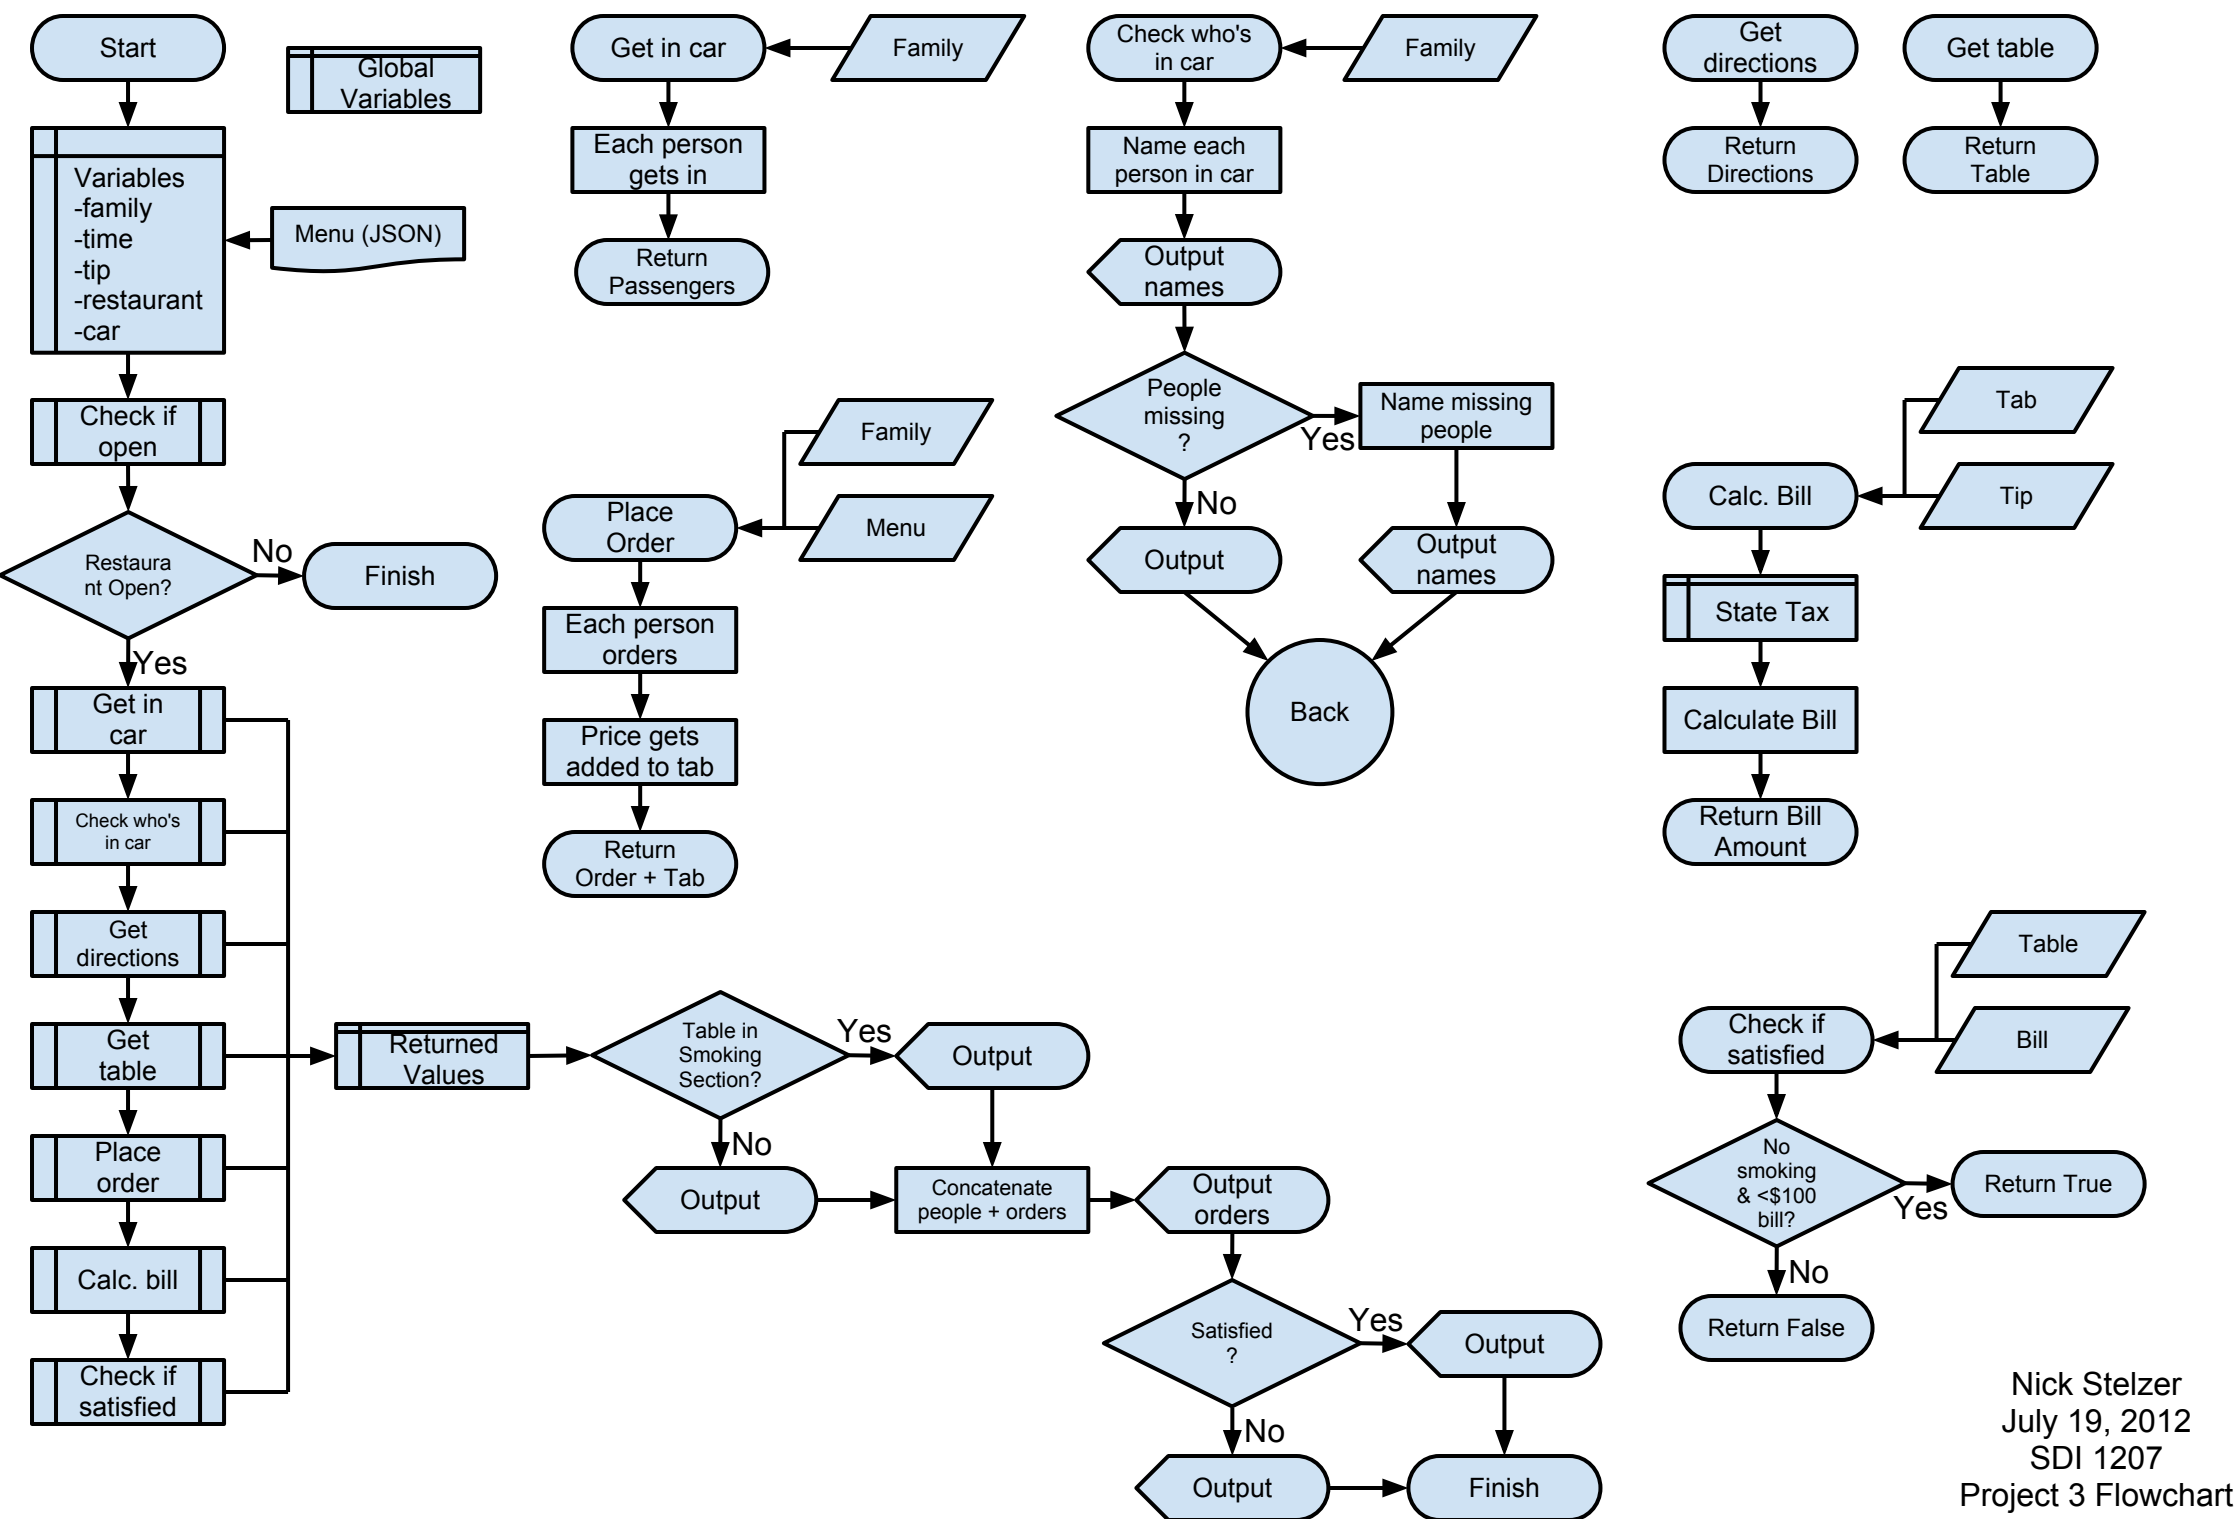 Start
Global
Variables
Variables
-family
-time
-tip
-restaurant
-car
Menu (JSON)
Check if
open
Restaura
nt Open?
No
Finish
Yes
Get in
car
Check who's
in car
Get
directions
Get
table
Place
order
Calc. bill
Check if
satisfied
Returned
Values
Table in
Smoking
Section?
Yes
Output
No
Output
Concatenate
people + orders
Output
orders
Satisfied
?
Yes
Output
No
Output
Finish
Get in car
Family
Each person
gets in
Return
Passengers
Place
Order
Family
Menu
Each person
orders
Price gets
added to tab
Return
Order + Tab
Check who's
in car
Family
Name each
person in car
Output
names
People
missing
?
Yes
Name missing
people
No
Output
Output
names
Back
Get
directions
Return
Directions
Get table
Return
Table
Calc. Bill
Tab
Tip
State Tax
Calculate Bill
Return Bill
Amount
Check if
satisfied
Table
Bill
No
smoking
& <$100
bill?
Yes
Return True
No
Return False
Nick Stelzer
July 19, 2012
SDI 1207
Project 3 Flowchart